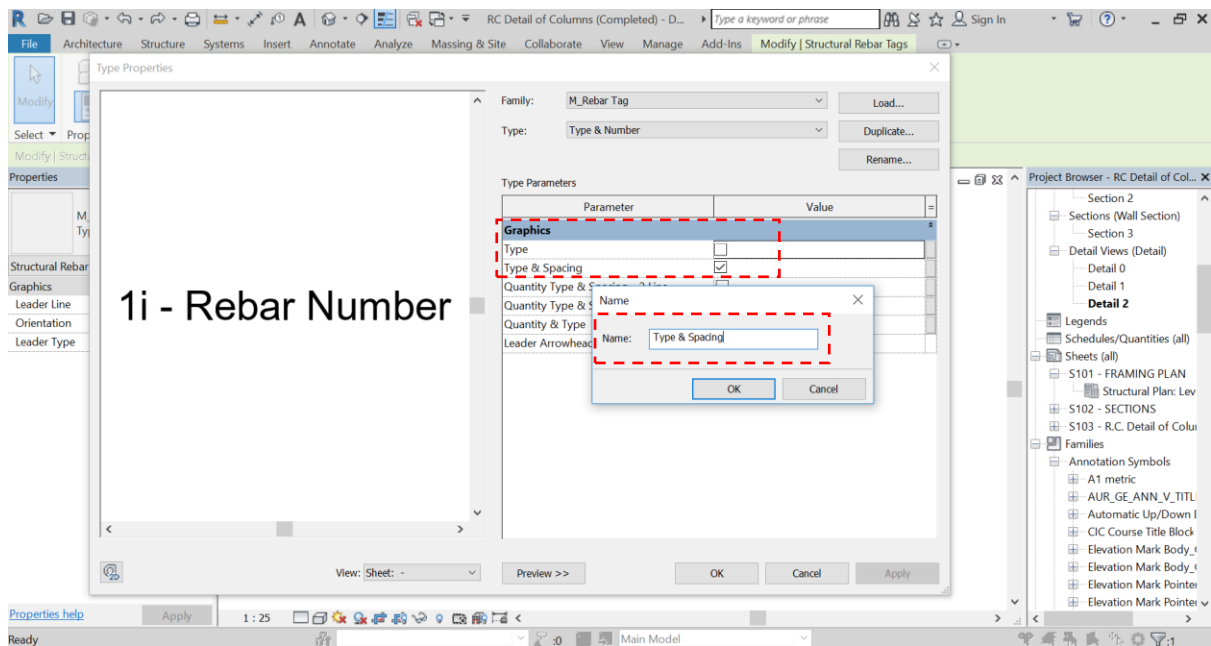 RC Detail of Columns (Completed) - D...
Type a keyword or phrase
Sign In
File Architecture Structure Systems Insert Annotate Analyze Massing & Site Collaborate View Manage Add-Ins Modify | Structural Rebar Tags
Type Properties
Modify
Select
Prop
Modify | Struct
Properties
M_
Ty
Structural Rebar
Graphics
Leader Line
Orientation
Leader Type
1i - Rebar Number
View: Sheet: -
Family: M_Rebar Tag Load...
Type: Type & Number Duplicate...
Rename...
Type Parameters
Parameter Value =
Graphics
Type
Type & Spacing
Quantity Type &
Quantity Type &
Quantity & Type
Leader Arrowhead
Name
Name: Type & Spacing
OK Cancel
Preview >> OK Cancel Apply
Project Browser - RC Detail of Col...
Section 2
Sections (Wall Section)
Section 3
Detail Views (Detail)
Detail 0
Detail 1
Detail 2
Legends
Schedules/Quantities (all)
Sheets (all)
S101 - FRAMING PLAN
Structural Plan: Lev
S102 - SECTIONS
S103 - R.C. Detail of Colu
Families
Annotation Symbols
A1 metric
AUR_GE_ANN_V_TITL
Automatic Up/Down
CIC Course Title Block
Elevation Mark Body_
Elevation Mark Body_
Elevation Mark Pointer
Elevation Mark Pointer
Properties help Apply 1 : 25
Ready :0 Main Model :1